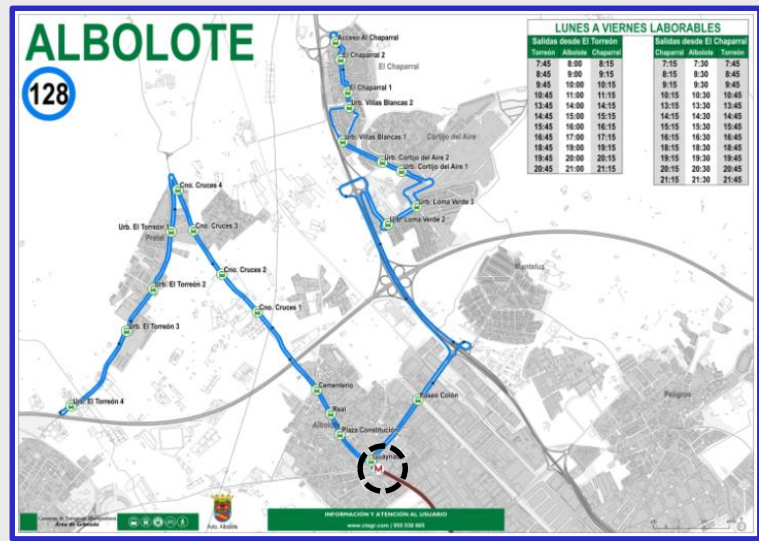 ALBOLOTE
128
LUNES A VIERNES LABORABLES
Salidas desde El Torreón
Torreón Albolote Chaparral
7:45 8:00 8:15
8:45 9:00 9:15
9:45 10:00 10:15
10:45 11:00 11:15
13:45 14:00 14:15
14:45 15:00 15:15
15:45 16:00 16:15
16:45 17:00 17:15
18:45 19:00 19:15
19:45 20:00 20:15
20:45 21:00 21:15
Salidas desde El Chaparral
Chaparral Albolote Torreón
7:15 7:30 7:45
8:15 8:30 8:45
9:15 9:30 9:45
10:15 10:30 10:45
13:15 13:30 13:45
14:15 14:30 14:45
15:15 15:30 15:45
16:15 16:30 16:45
18:15 18:30 18:45
19:15 19:30 19:45
20:15 20:30 20:45
21:15 21:30 21:45
Acceso Al Chaparral
El Chaparral 2
El Chaparral
El Chaparral 1
Urb. Villas Blancas 2
Urb. Villas Blancas 1
Cortijo del Aire
Urb. Cortijo del Aire 2
Urb. Cortijo del Aire 1
Urb. Loma Verde 3
Urb. Loma Verde 2
Cno. Cruces 4
Urb. El Torreón 1
Cno. Cruces 3
Pretel
Cno. Cruces 2
Urb. El Torreón 2
Cno. Cruces 1
Urb. El Torreón 3
Urb. El Torreón 4
Cementerio
Real
Albolote
Plaza Constitución
Paseo Colón
Peligros
M
Ayto. Albolote
INFORMACIÓN Y ATENCIÓN AL USUARIO